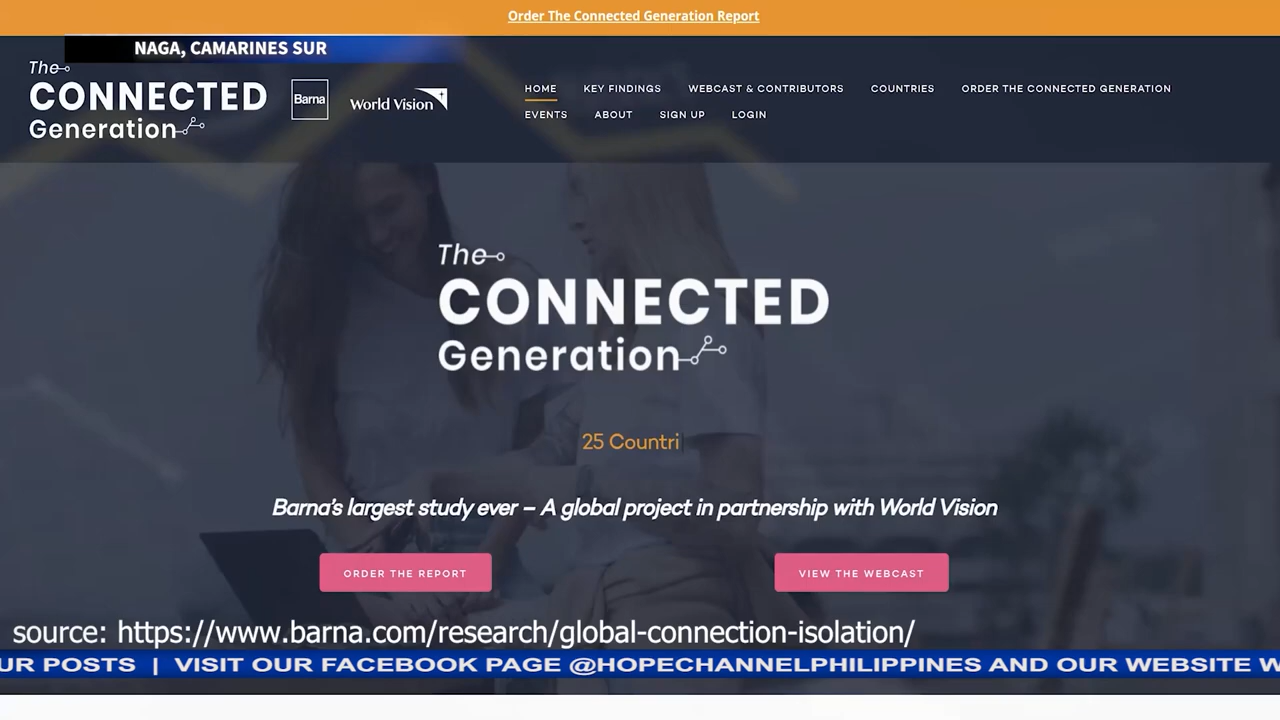 Order The Connected Generation Report
NAGA, CAMARINES SUR
The
CONNECTED
Generation
Barna
World Vision
HOME KEY FINDINGS WEBCAST & CONTRIBUTORS COUNTRIES ORDER THE CONNECTED GENERATION
EVENTS ABOUT SIGN UP LOGIN
The
CONNECTED
Generation
25 Countri
Barna's largest study ever – A global project in partnership with World Vision
ORDER THE REPORT VIEW THE WEBCAST
source: https://www.barna.com/research/global-connection-isolation/
UR POSTS | VISIT OUR FACEBOOK PAGE @HOPECHANNELPHILIPPINES AND OUR WEBSITE W